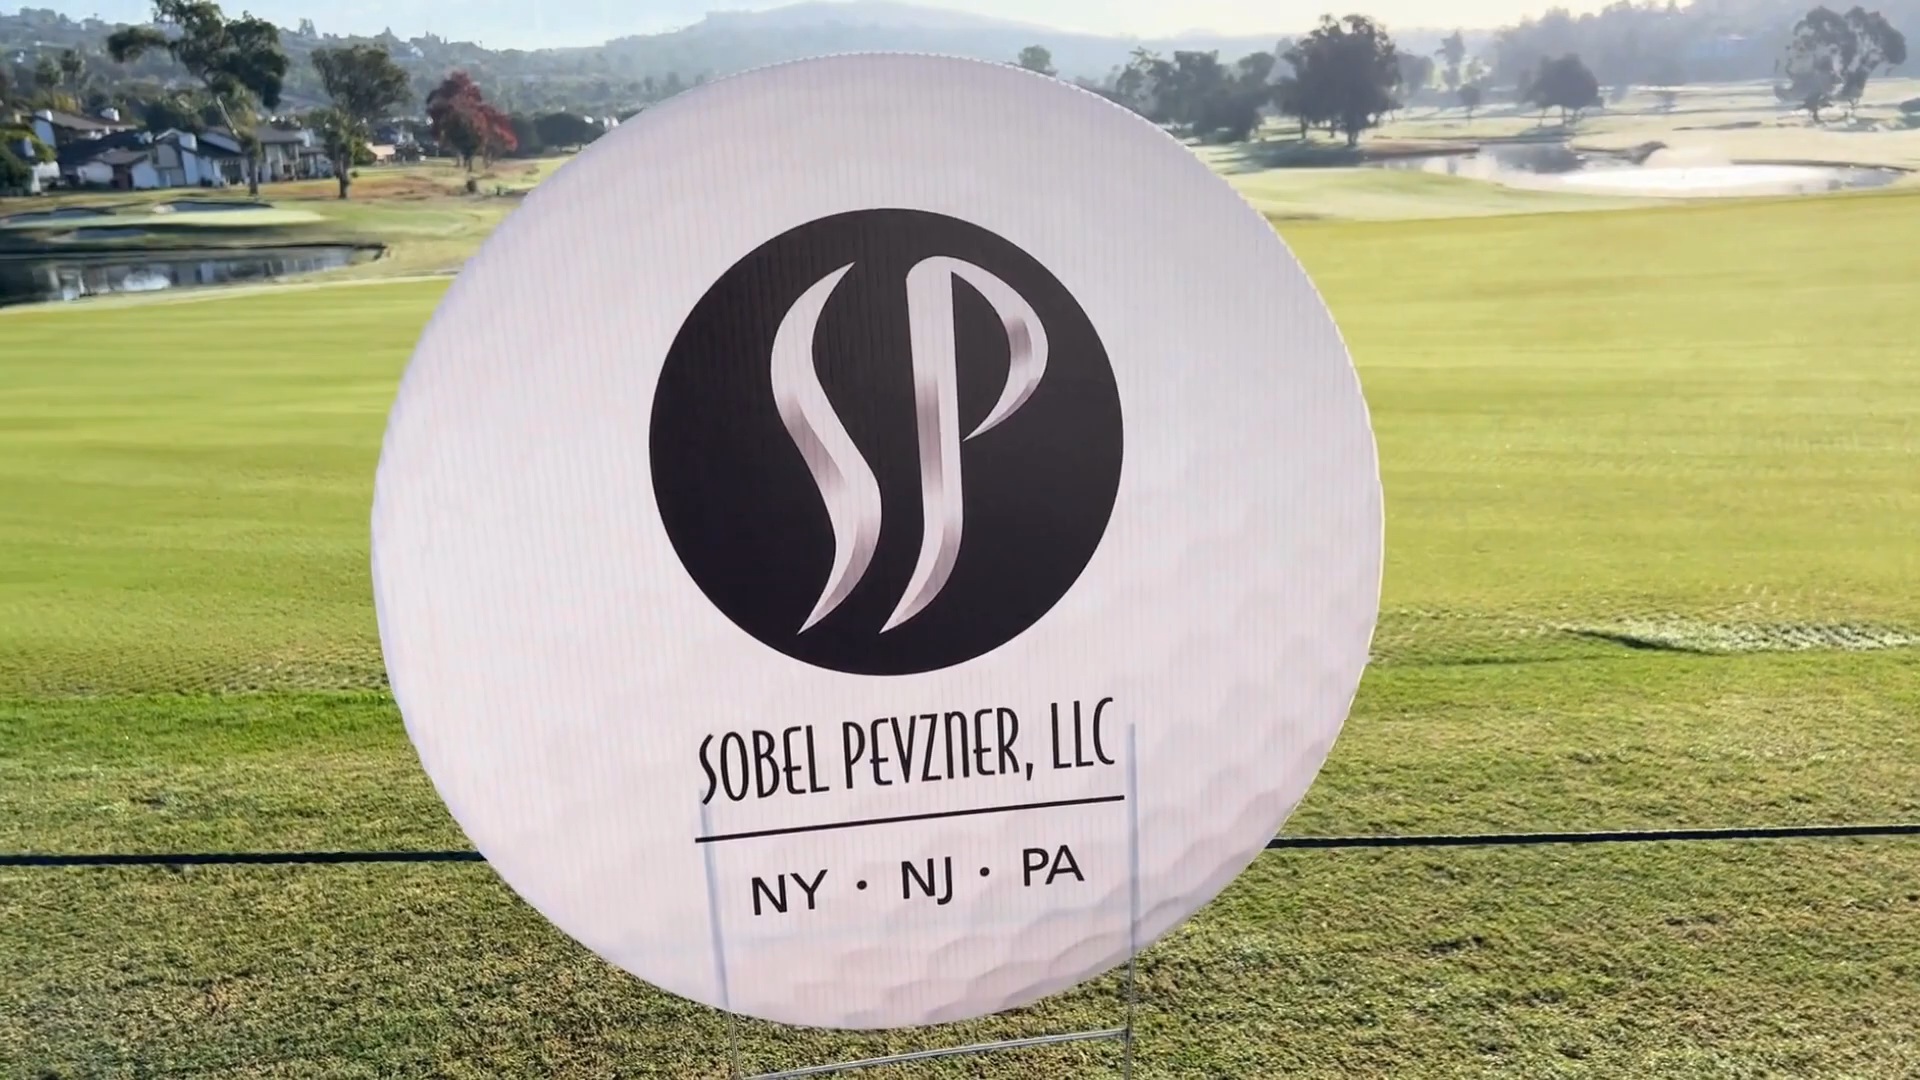 SP
SOBEL PEVZNER, LLC
NY • NJ • PA